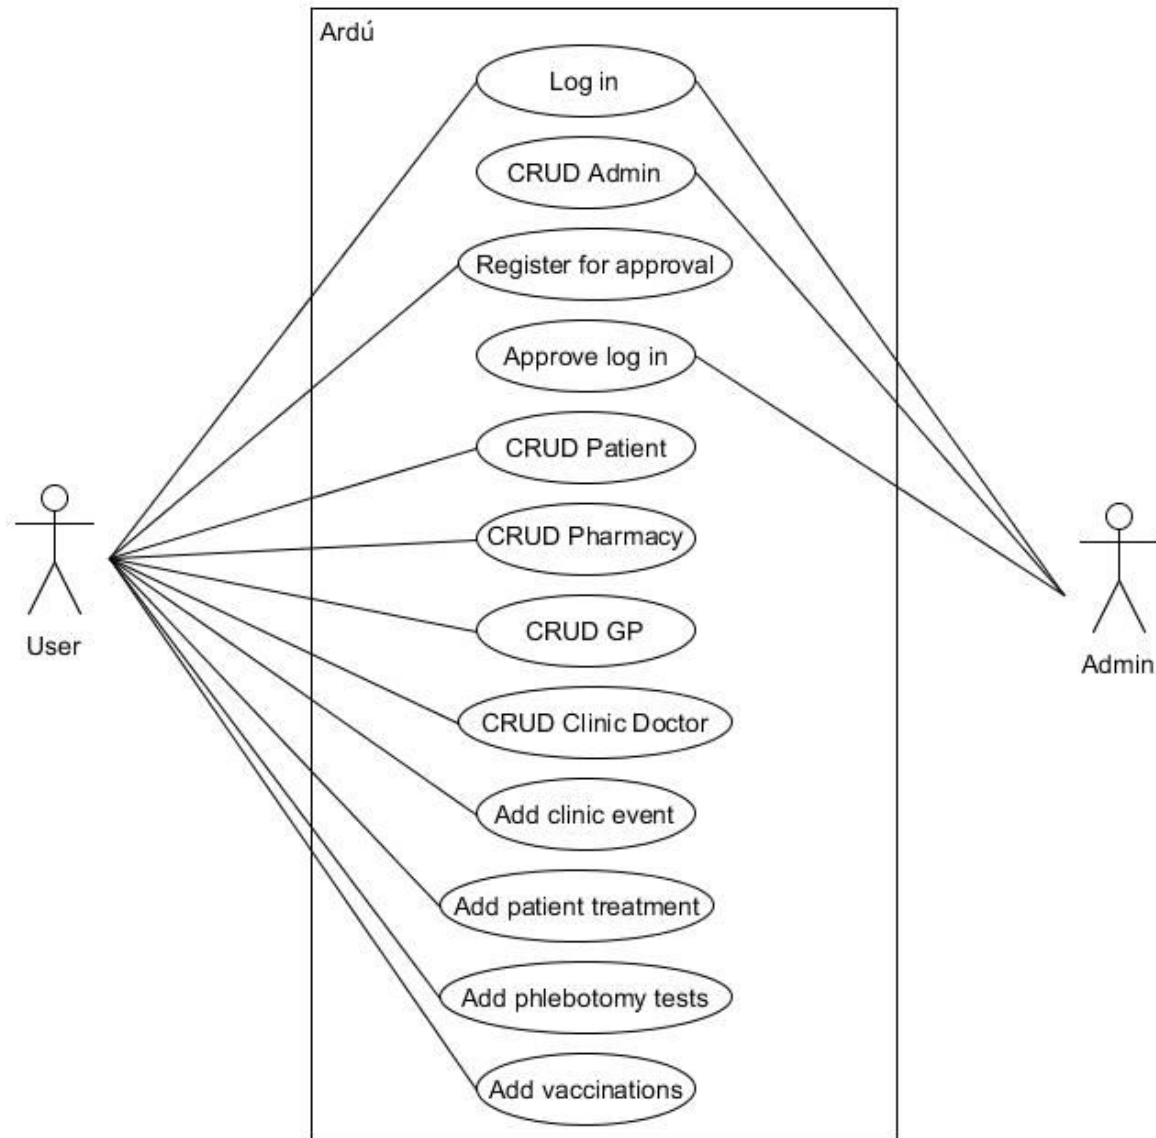 Ardú
Log in
CRUD Admin
Register for approval
Approve log in
CRUD Patient
CRUD Pharmacy
CRUD GP
CRUD Clinic Doctor
Add clinic event
Add patient treatment
Add phlebotomy tests
Add vaccinations
User
Admin